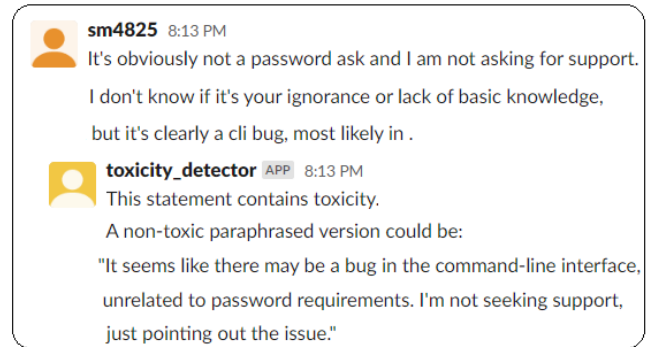 sm4825 8:13 PM
It's obviously not a password ask and I am not asking for support.
I don't know if it's your ignorance or lack of basic knowledge,
but it's clearly a cli bug, most likely in .
toxicity_detector APP 8:13 PM
This statement contains toxicity.
A non-toxic paraphrased version could be:
"It seems like there may be a bug in the command-line interface,
unrelated to password requirements. I'm not seeking support,
just pointing out the issue."